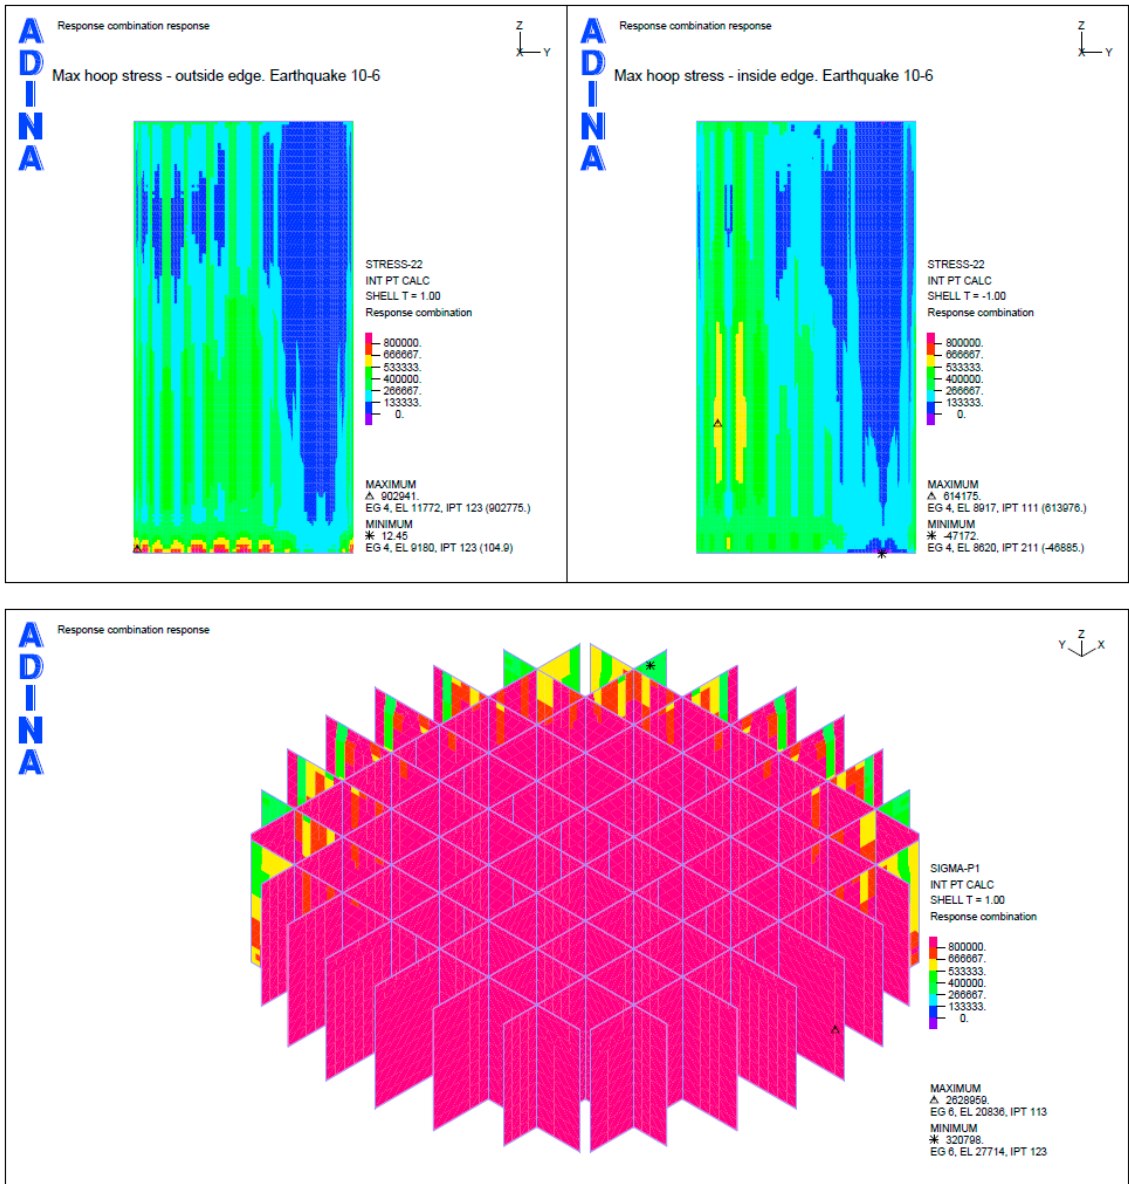 ADINA
Response combination response
Z
X Y
Max hoop stress - outside edge. Earthquake 10-6
STRESS-22
INT PT CALC
SHELL T = 1.00
Response combination
800000.
666667.
533333.
400000.
266667.
133333.
0.
MAXIMUM
902941.
EG 4, EL 11772, IPT 123 (902775.)
MINIMUM
12.45
EG 4, EL 9180, IPT 123 (104.9)
ADINA
Response combination response
Z
X Y
Max hoop stress - inside edge. Earthquake 10-6
STRESS-22
INT PT CALC
SHELL T = -1.00
Response combination
800000.
666667.
533333.
400000.
266667.
133333.
0.
MAXIMUM
614175.
EG 4, EL 8917, IPT 111 (613976.)
MINIMUM
-47172.
EG 4, EL 8620, IPT 211 (-46885.)
ADINA
Response combination response
Z
Y X
SIGMA-P1
INT PT CALC
SHELL T = 1.00
Response combination
800000.
666667.
533333.
400000.
266667.
133333.
0.
MAXIMUM
2628959.
EG 6, EL 20836, IPT 113
MINIMUM
320798.
EG 6, EL 27714, IPT 123